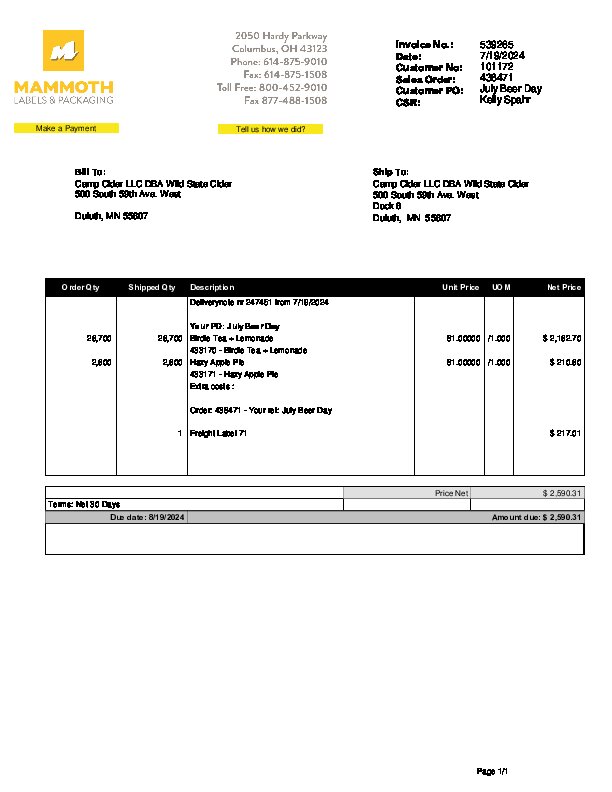 MAMMOTH
LABELS & PACKAGING
2050 Hardy Parkway
Columbus, OH 43123
Phone: 614-875-9010
Fax: 614-875-1508
Toll Free: 800-452-9010
Fax 877-488-1508
Invoice No.: 539265
Date: 7/19/2024
Customer No: 101172
Sales Order: 436471
Customer PO: July Beer Day
CSR: Kelly Spahr
Make a Payment
Tell us how we did?
Bill To:
Camp Cider LLC DBA Wild State Cider
500 South 59th Ave. West
Duluth, MN 55807
Ship To:
Camp Cider LLC DBA Wild State Cider
500 South 59th Ave. West
Dock 6
Duluth, MN 55807
Order Qty Shipped Qty Description Unit Price UOM Net Price
Deliverynote nr 247461 from 7/19/2024
Your PO: July Beer Day
26,700 26,700 Birdie Tea + Lemonade 81.00000 /1.000 $ 2,162.70
433170 - Birdie Tea + Lemonade
2,600 2,600 Hazy Apple Pie 81.00000 /1.000 $ 210.60
433171 - Hazy Apple Pie
Extra costs :
Order: 436471 - Your ref: July Beer Day
1 Freight Label 71 $ 217.01
Price Net $ 2,590.31
Terms: Net 30 Days
Due date: 8/19/2024 Amount due: $ 2,590.31
Page 1/1